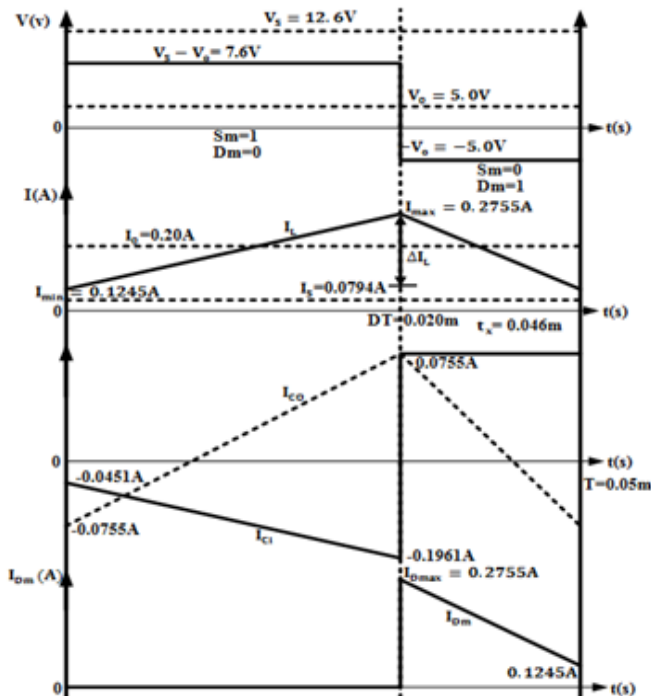 V(v)
Vs = 12.6V
Vs − Vo = 7.6V
Vo = 5.0V
0
t(s)
Sm=1
Dm=0
−Vo = −5.0V
Sm=0
Dm=1
I(A)
Imax = 0.2755A
Io=0.20A
IL
ΔIL
Imin = 0.1245A
Is=0.0794A
0
t(s)
DT=0.020m
tx= 0.046m
0.0755A
ICO
0
t(s)
-0.0451A
T=0.05m
-0.0755A
ICi
-0.1961A
IDm (A)
IDmax = 0.2755A
IDm
0.1245A
0
t(s)